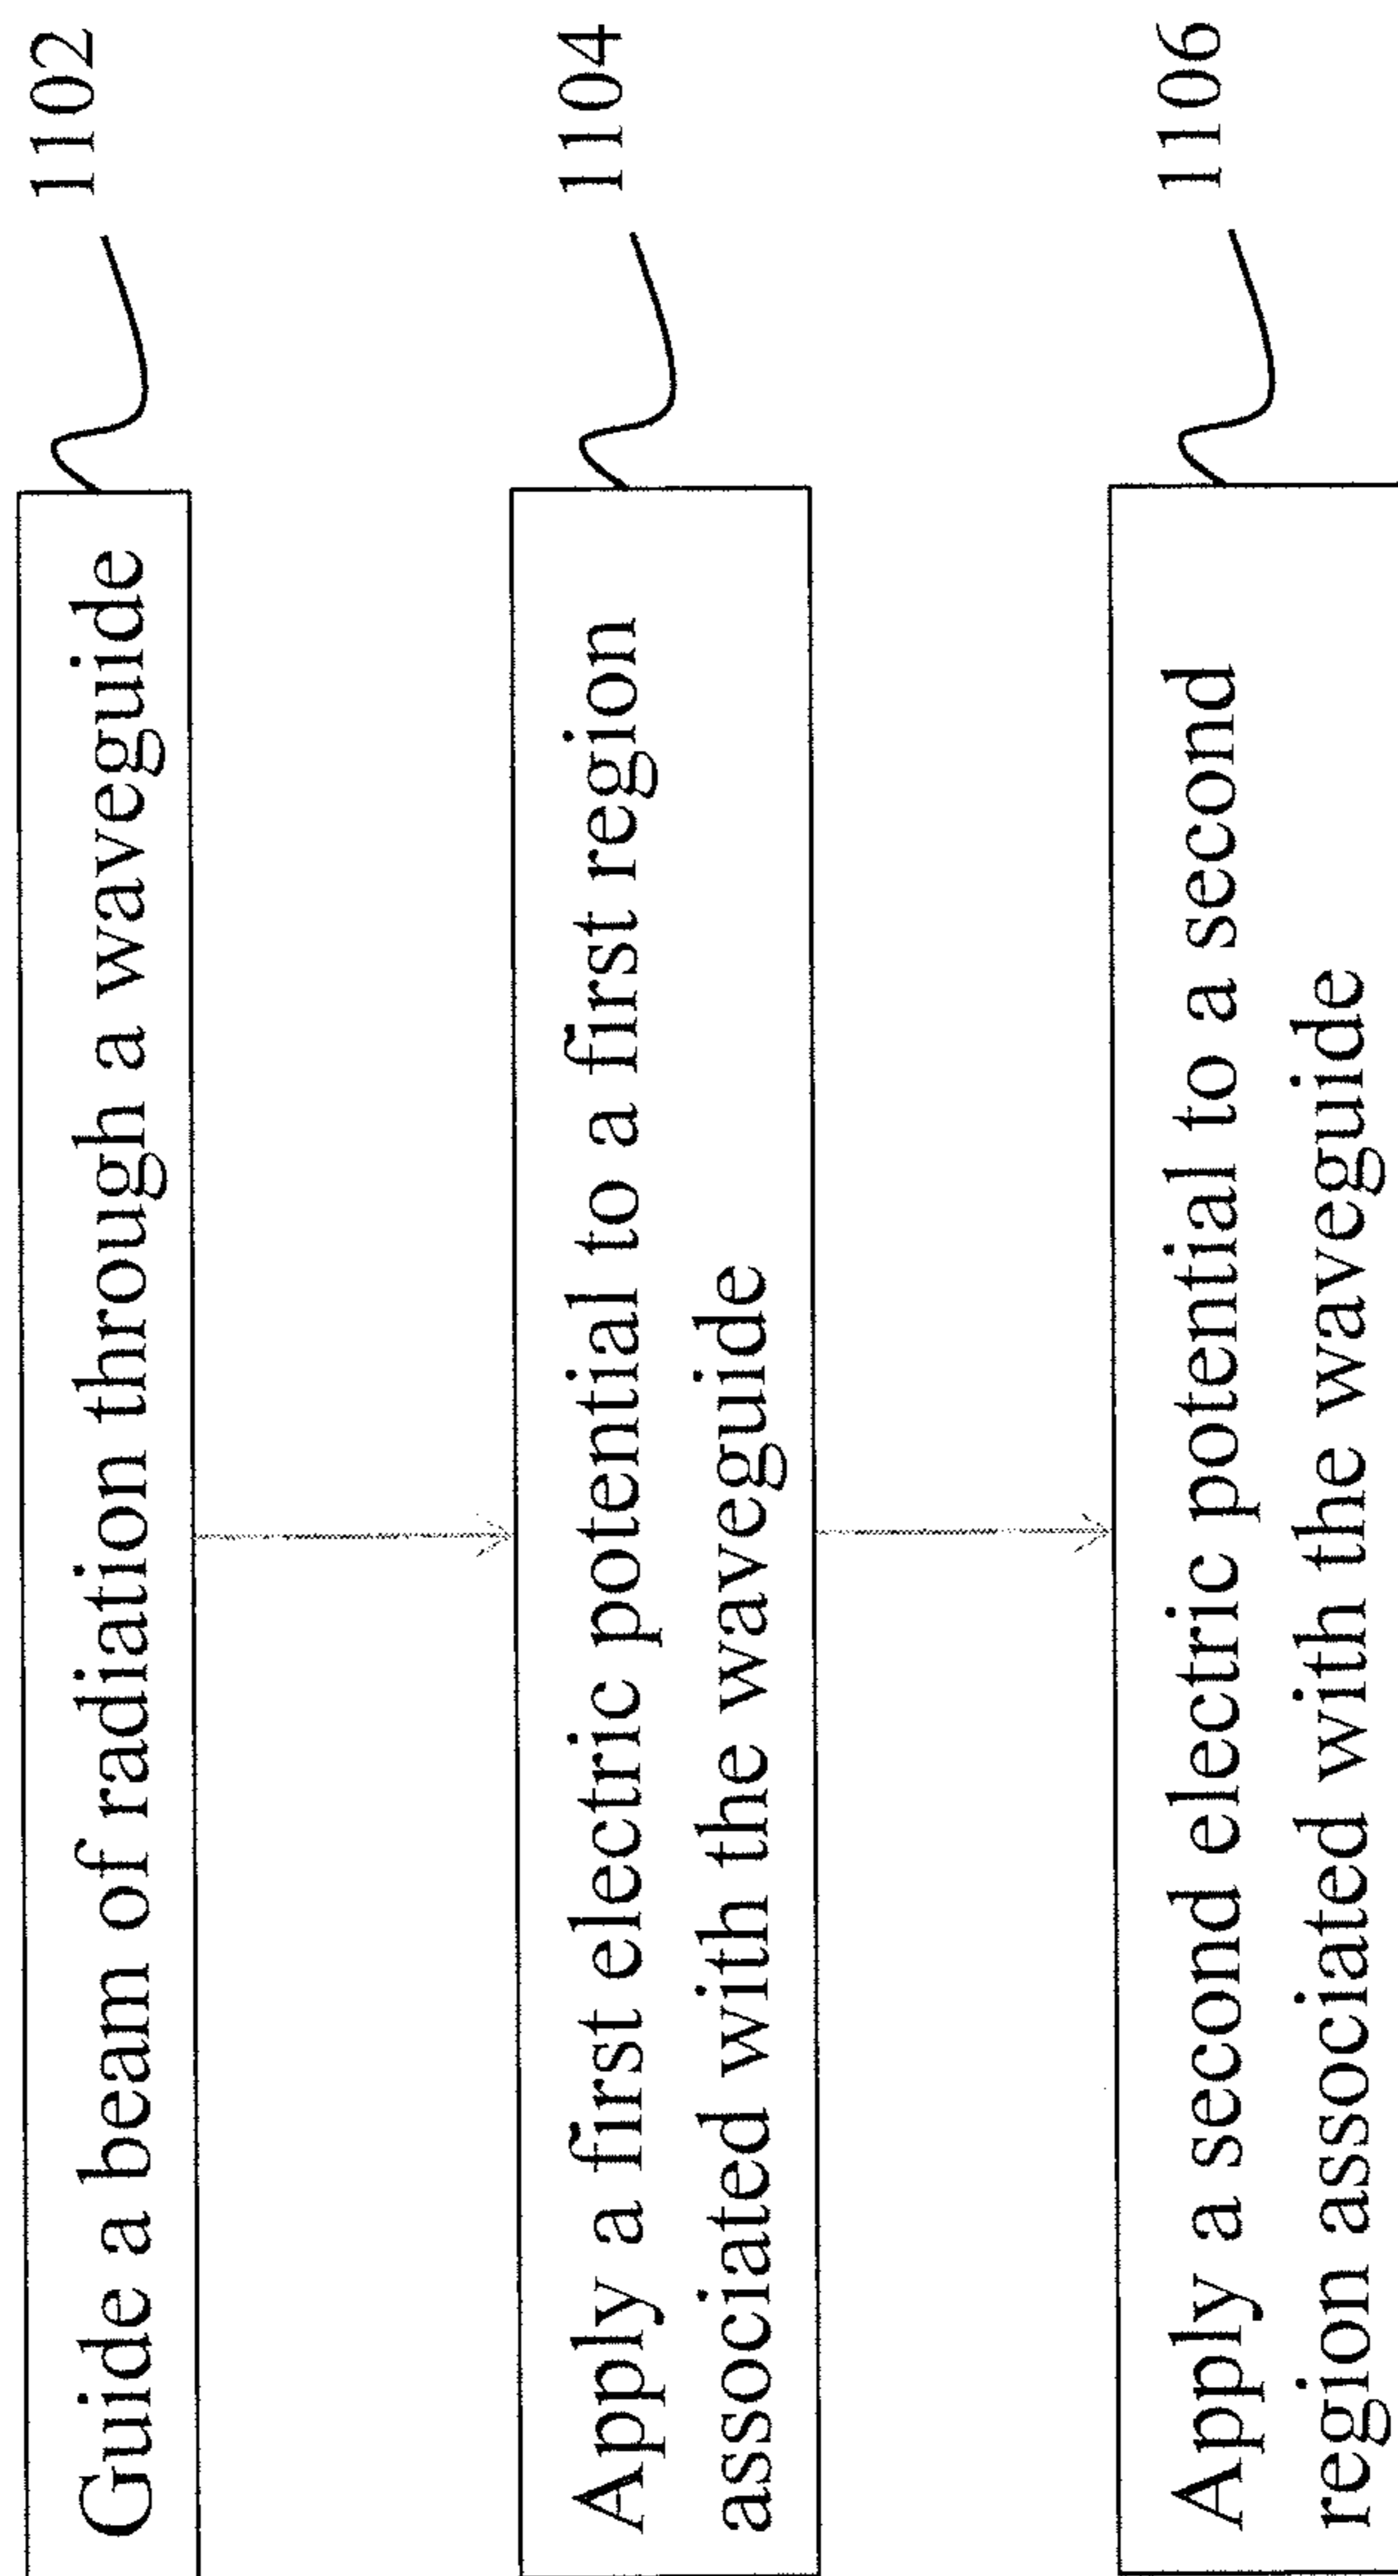 Guide a beam of radiation through a waveguide
1102
Apply a first electric potential to a first region
associated with the waveguide
1104
Apply a second electric potential to a second
region associated with the waveguide
1106